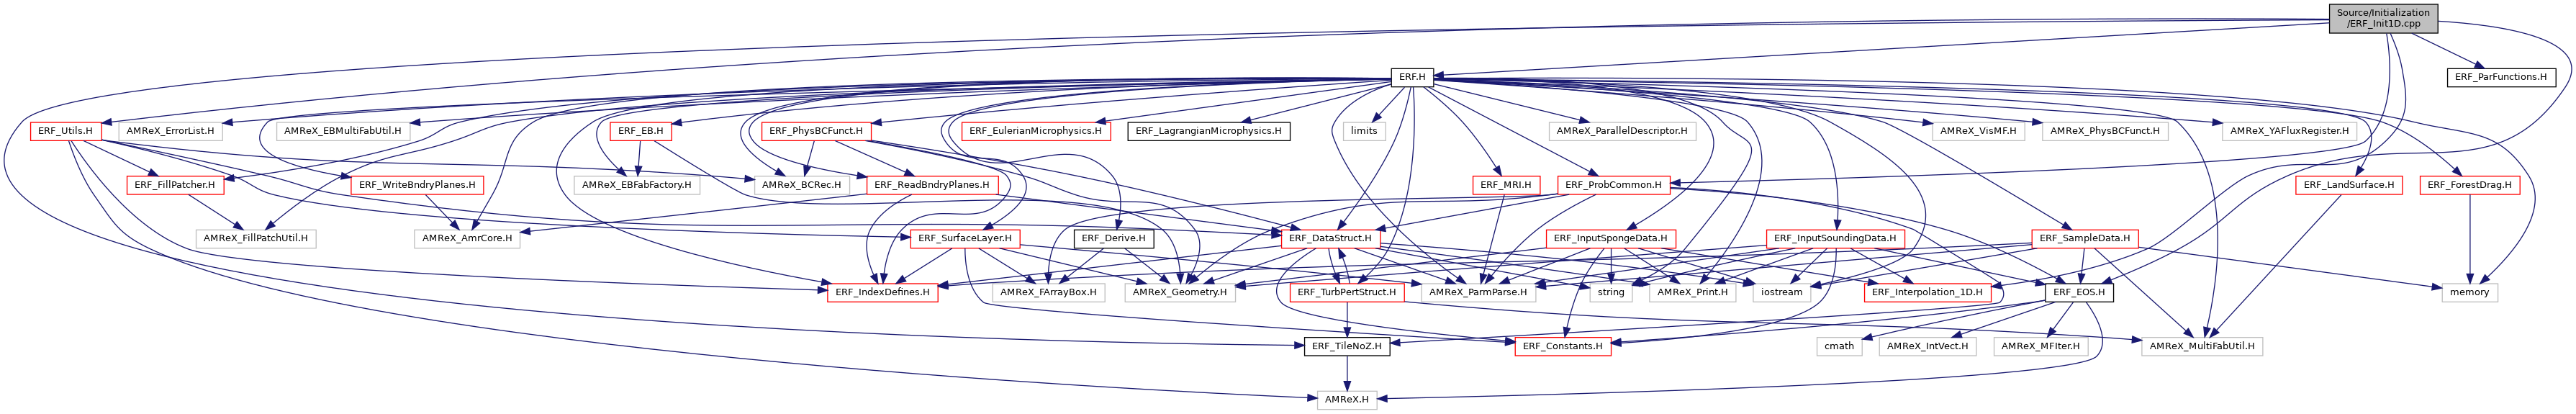 Source/Initialization
/ERF_Init1D.cpp
ERF.H
ERF_ParFunctions.H
ERF_Utils.H
AMReX_ErrorList.H
AMReX_EBMultiFabUtil.H
ERF_EB.H
ERF_PhysBCFunct.H
ERF_EulerianMicrophysics.H
ERF_LagrangianMicrophysics.H
limits
AMReX_ParallelDescriptor.H
AMReX_VisMF.H
AMReX_PhysBCFunct.H
AMReX_YAFluxRegister.H
ERF_FillPatcher.H
ERF_WriteBndryPlanes.H
AMReX_EBFabFactory.H
AMReX_BCRec.H
ERF_ReadBndryPlanes.H
ERF_MRI.H
ERF_ProbCommon.H
ERF_LandSurface.H
ERF_ForestDrag.H
AMReX_FillPatchUtil.H
AMReX_AmrCore.H
ERF_SurfaceLayer.H
ERF_Derive.H
ERF_DataStruct.H
ERF_InputSpongeData.H
ERF_InputSoundingData.H
ERF_SampleData.H
ERF_IndexDefines.H
AMReX_FArrayBox.H
AMReX_Geometry.H
ERF_TurbPertStruct.H
AMReX_ParmParse.H
string
AMReX_Print.H
iostream
ERF_Interpolation_1D.H
ERF_EOS.H
memory
ERF_TileNoZ.H
ERF_Constants.H
cmath
AMReX_IntVect.H
AMReX_MFIter.H
AMReX_MultiFabUtil.H
AMReX.H